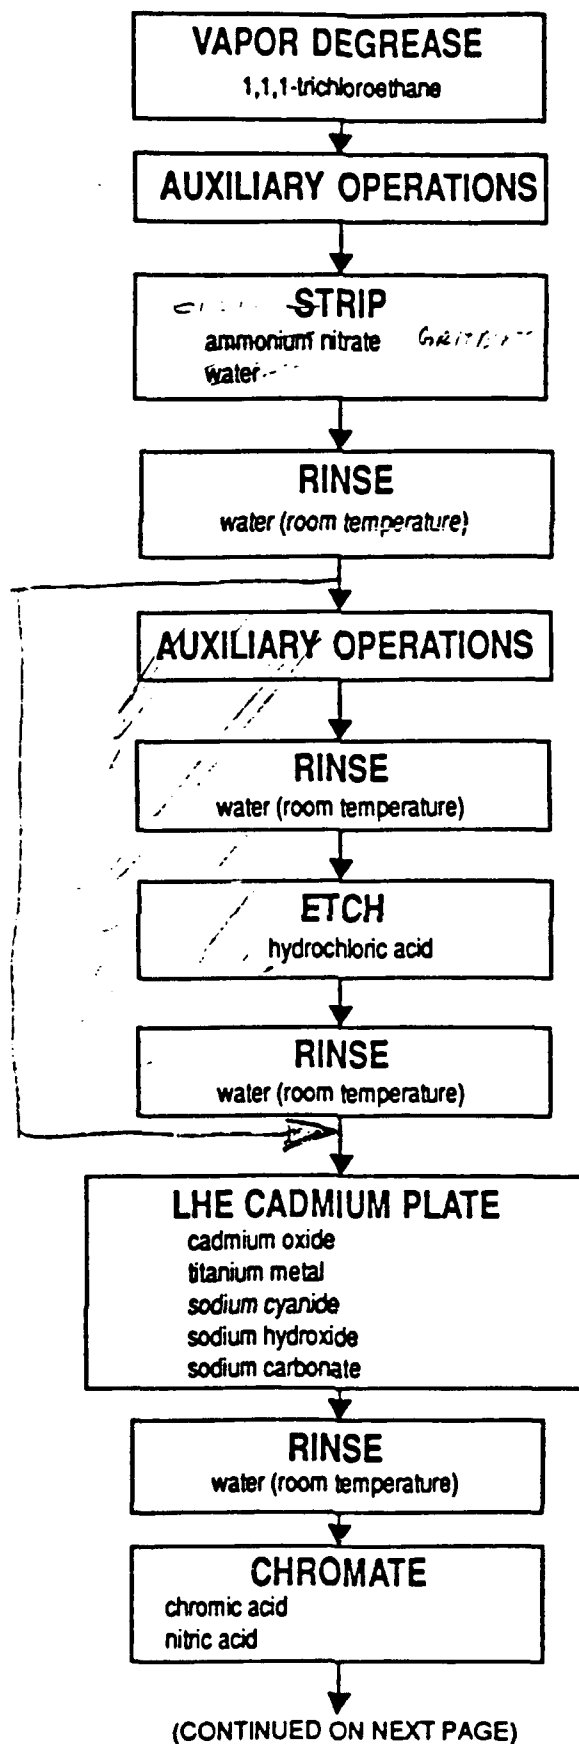 VAPOR DEGREASE
1,1,1-trichloroethane
AUXILIARY OPERATIONS
STRIP
ammonium nitrate
water
RINSE
water (room temperature)
AUXILIARY OPERATIONS
RINSE
water (room temperature)
ETCH
hydrochloric acid
RINSE
water (room temperature)
LHE CADMIUM PLATE
cadmium oxide
titanium metal
sodium cyanide
sodium hydroxide
sodium carbonate
RINSE
water (room temperature)
CHROMATE
chromic acid
nitric acid
(CONTINUED ON NEXT PAGE)